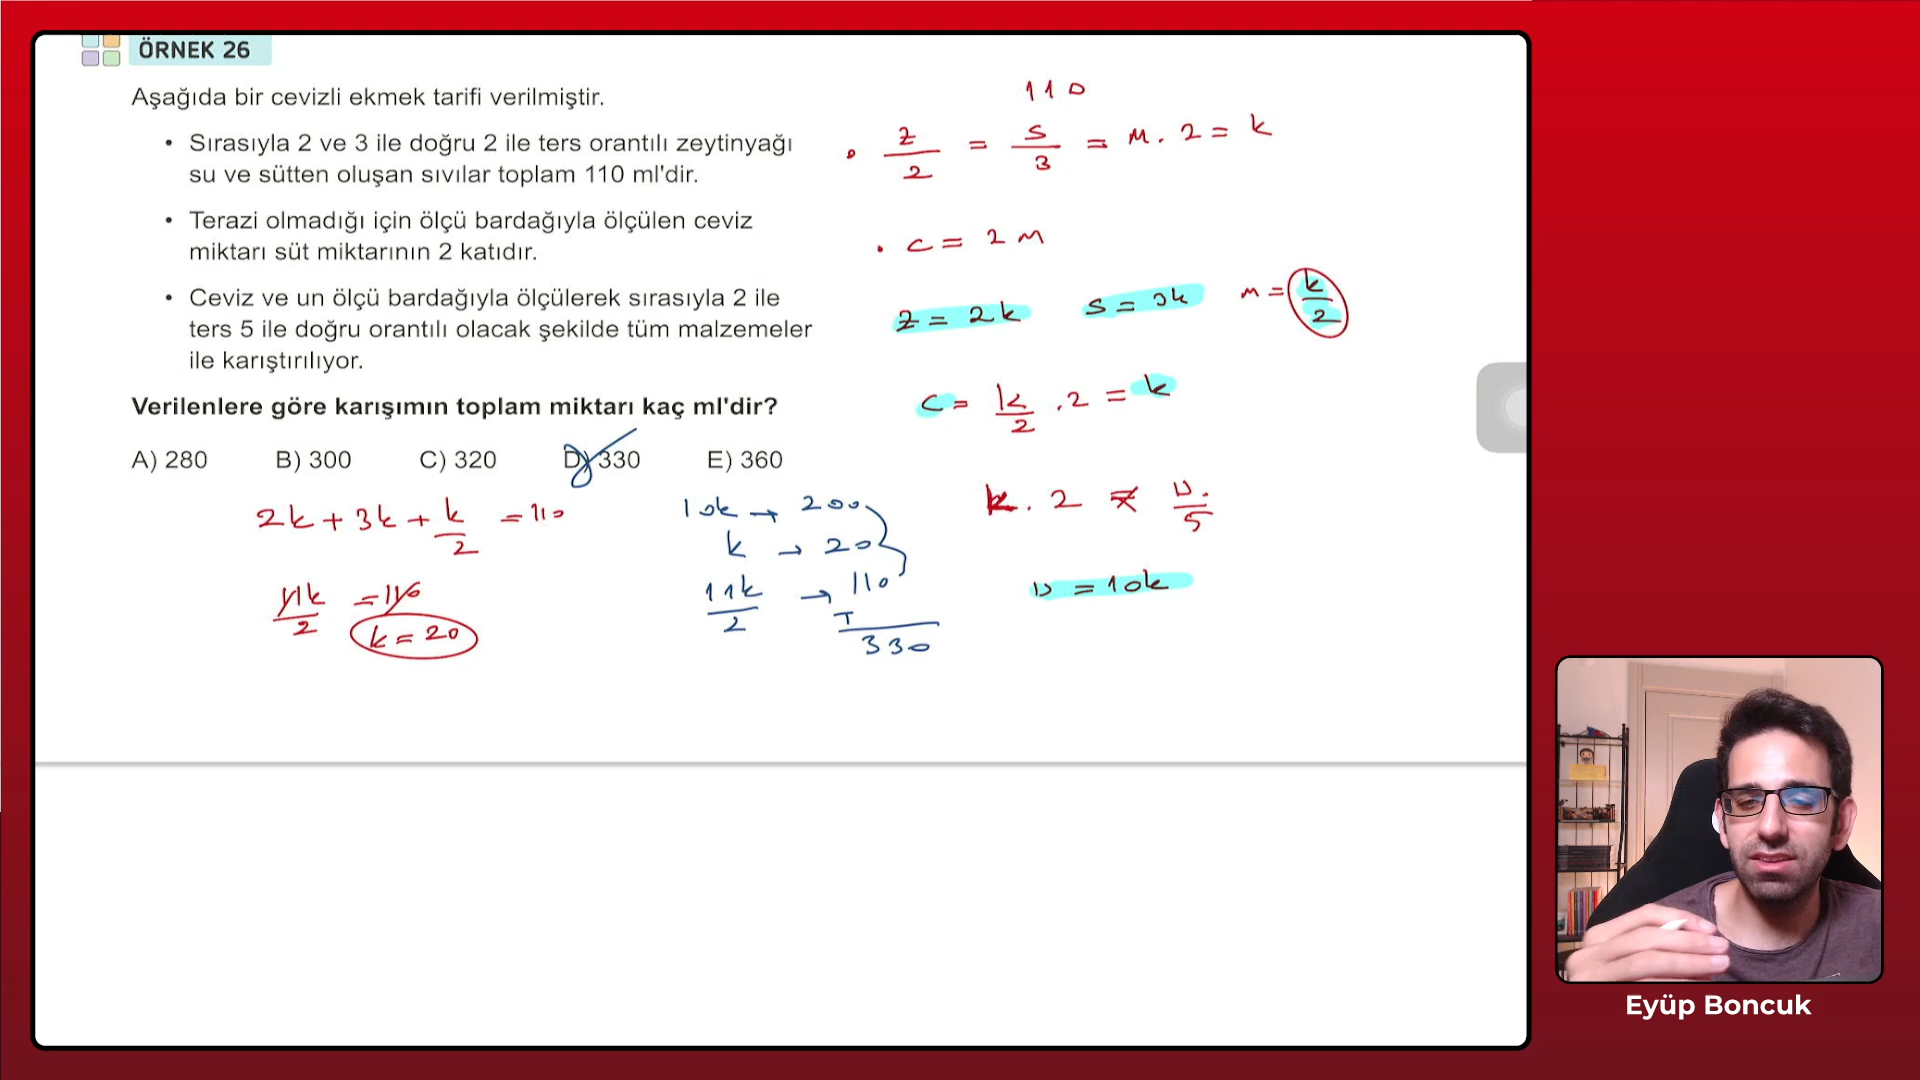 ÖRNEK 26
Aşağıda bir cevizli ekmek tarifi verilmiştir.
• Sırasıyla 2 ve 3 ile doğru 2 ile ters orantılı zeytinyağı
su ve sütten oluşan sıvılar toplam 110 ml'dir.
• Terazi olmadığı için ölçü bardağıyla ölçülen ceviz
miktarı süt miktarının 2 katıdır.
• Ceviz ve un ölçü bardağıyla ölçülerek sırasıyla 2 ile
ters 5 ile doğru orantılı olacak şekilde tüm malzemeler
ile karıştırılıyor.
Verilenlere göre karışımın toplam miktarı kaç ml'dir?
A) 280 B) 300 C) 320 D) 330 E) 360
2k + 3k + k/2 = 110
11k/2 = 110
k = 20
10k → 200
k → 20
11k/2 → 110
+
330
110
• z/2 = s/3 = m . 2 = k
• c = 2m
z = 2k s = 3k m = k/2
c = k/2 . 2 = k
k . 2 = u/5
u = 10k
Eyüp Boncuk